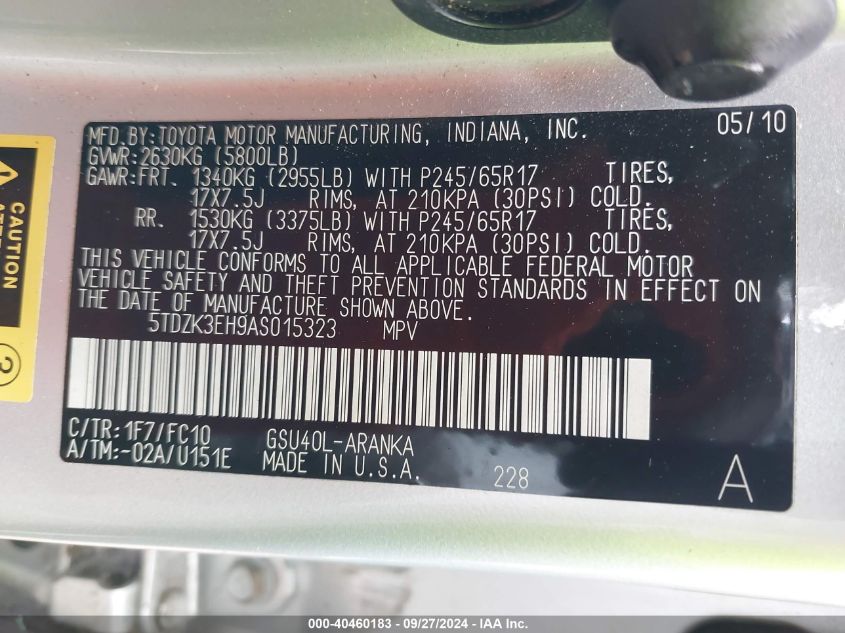 MFD.BY:TOYOTA MOTOR MANUFACTURING, INDIANA, INC. 05/10
GVWR:2630KG (5800LB)
GAWR:FRT. 1340KG (2955LB) WITH P245/65R17 TIRES,
17X7.5J RIMS, AT 210KPA (30PSI) COLD.
RR. 1530KG (3375LB) WITH P245/65R17 TIRES,
17X7.5J RIMS, AT 210KPA (30PSI) COLD.
THIS VEHICLE CONFORMS TO ALL APPLICABLE FEDERAL MOTOR
VEHICLE SAFETY AND THEFT PREVENTION STANDARDS IN EFFECT ON
THE DATE OF MANUFACTURE SHOWN ABOVE.
5TDZK3EH9AS015323 MPV
C/TR:1F7/FC10 GSU40L-ARANKA
A/TM:-02A/U151E MADE IN U.S.A. 228 A
CAUTION
2
000-40460183 - 09/27/2024 - IAA Inc.